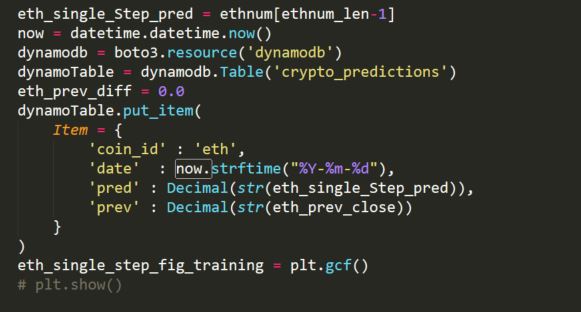 eth_single_Step_pred = ethnum[ethnum_len-1]
now = datetime.datetime.now()
dynamodb = boto3.resource('dynamodb')
dynamoTable = dynamodb.Table('crypto_predictions')
eth_prev_diff = 0.0
dynamoTable.put_item(
    Item = {
        'coin_id' : 'eth',
        'date'  : now.strftime("%Y-%m-%d"),
        'pred' : Decimal(str(eth_single_Step_pred)),
        'prev' : Decimal(str(eth_prev_close))
    }
)
eth_single_step_fig_training = plt.gcf()
# plt.show()